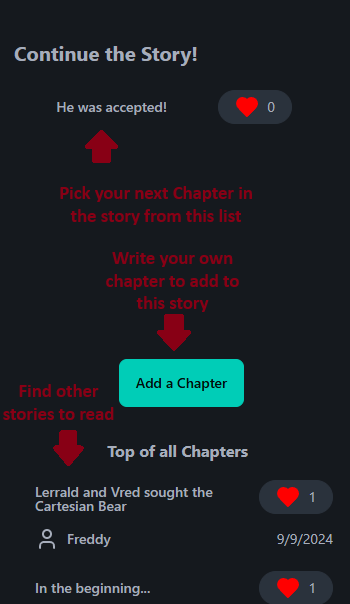 Continue the Story!
He was accepted!
0
Pick your next Chapter in
the story from this list
Write your own
chapter to add to
this story
Add a Chapter
Find other
stories to read
Top of all Chapters
Lerrald and Vred sought the
Cartesian Bear
1
Freddy
9/9/2024
In the beginning...
1